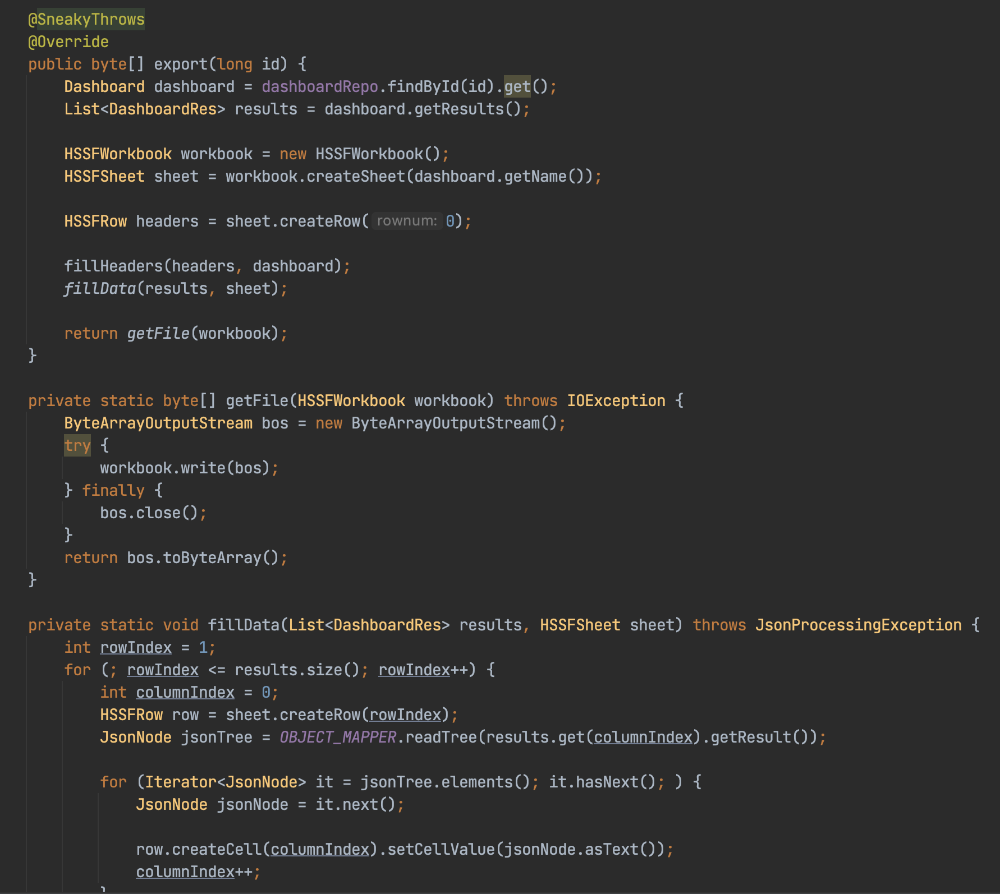 @SneakyThrows
@Override
public byte[] export(long id) {
    Dashboard dashboard = dashboardRepo.findById(id).get();
    List<DashboardRes> results = dashboard.getResults();

    HSSFWorkbook workbook = new HSSFWorkbook();
    HSSFSheet sheet = workbook.createSheet(dashboard.getName());

    HSSFRow headers = sheet.createRow( rownum: 0);

    fillHeaders(headers, dashboard);
    fillData(results, sheet);

    return getFile(workbook);
}

private static byte[] getFile(HSSFWorkbook workbook) throws IOException {
    ByteArrayOutputStream bos = new ByteArrayOutputStream();
    try {
        workbook.write(bos);
    } finally {
        bos.close();
    }
    return bos.toByteArray();
}

private static void fillData(List<DashboardRes> results, HSSFSheet sheet) throws JsonProcessingException {
    int rowIndex = 1;
    for (; rowIndex <= results.size(); rowIndex++) {
        int columnIndex = 0;
        HSSFRow row = sheet.createRow(rowIndex);
        JsonNode jsonTree = OBJECT_MAPPER.readTree(results.get(columnIndex).getResult());

        for (Iterator<JsonNode> it = jsonTree.elements(); it.hasNext(); ) {
            JsonNode jsonNode = it.next();

            row.createCell(columnIndex).setCellValue(jsonNode.asText());
            columnIndex++;
        }